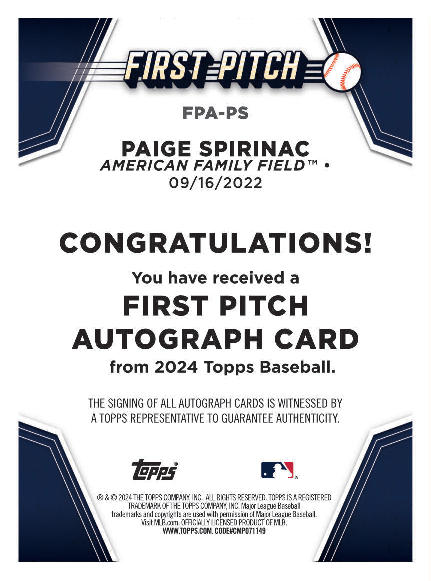 FIRST PITCH
FPA-PS
PAIGE SPIRINAC
AMERICAN FAMILY FIELD™ •
09/16/2022
CONGRATULATIONS!
You have received a
FIRST PITCH
AUTOGRAPH CARD
from 2024 Topps Baseball.
THE SIGNING OF ALL AUTOGRAPH CARDS IS WITNESSED BY
A TOPPS REPRESENTATIVE TO GUARANTEE AUTHENTICITY.
topps
® & © 2024 THE TOPPS COMPANY, INC. ALL RIGHTS RESERVED. TOPPS IS A REGISTERED
TRADEMARK OF THE TOPPS COMPANY, INC. Major League Baseball
trademarks and copyrights are used with permission of Major League Baseball.
Visit MLB.com. OFFICIALLY LICENSED PRODUCT OF MLB.
WWW.TOPPS.COM. CODE#CMP071149